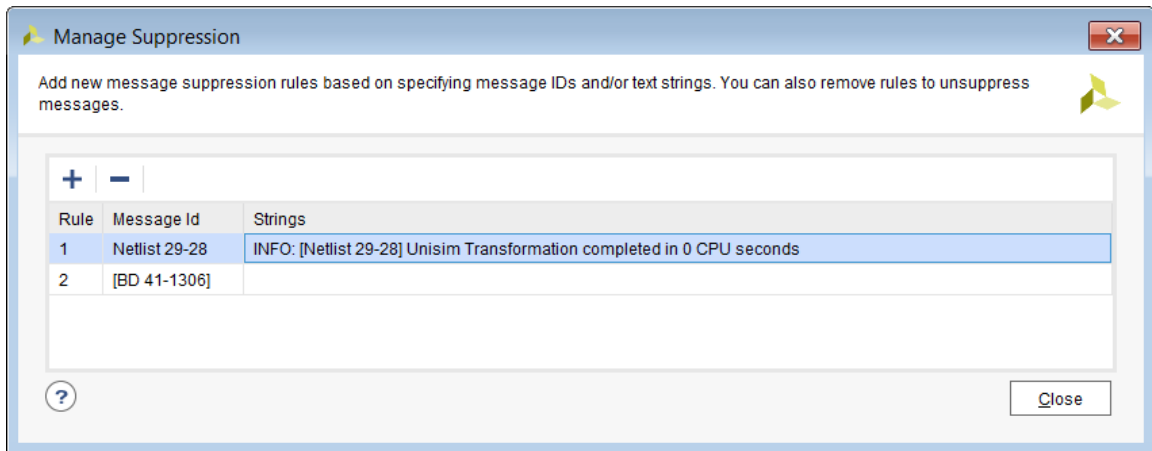 Manage Suppression
Add new message suppression rules based on specifying message IDs and/or text strings. You can also remove rules to unsuppress
messages.
Rule Message Id Strings
1 Netlist 29-28 INFO: [Netlist 29-28] Unisim Transformation completed in 0 CPU seconds
2 [BD 41-1306]
?
Close